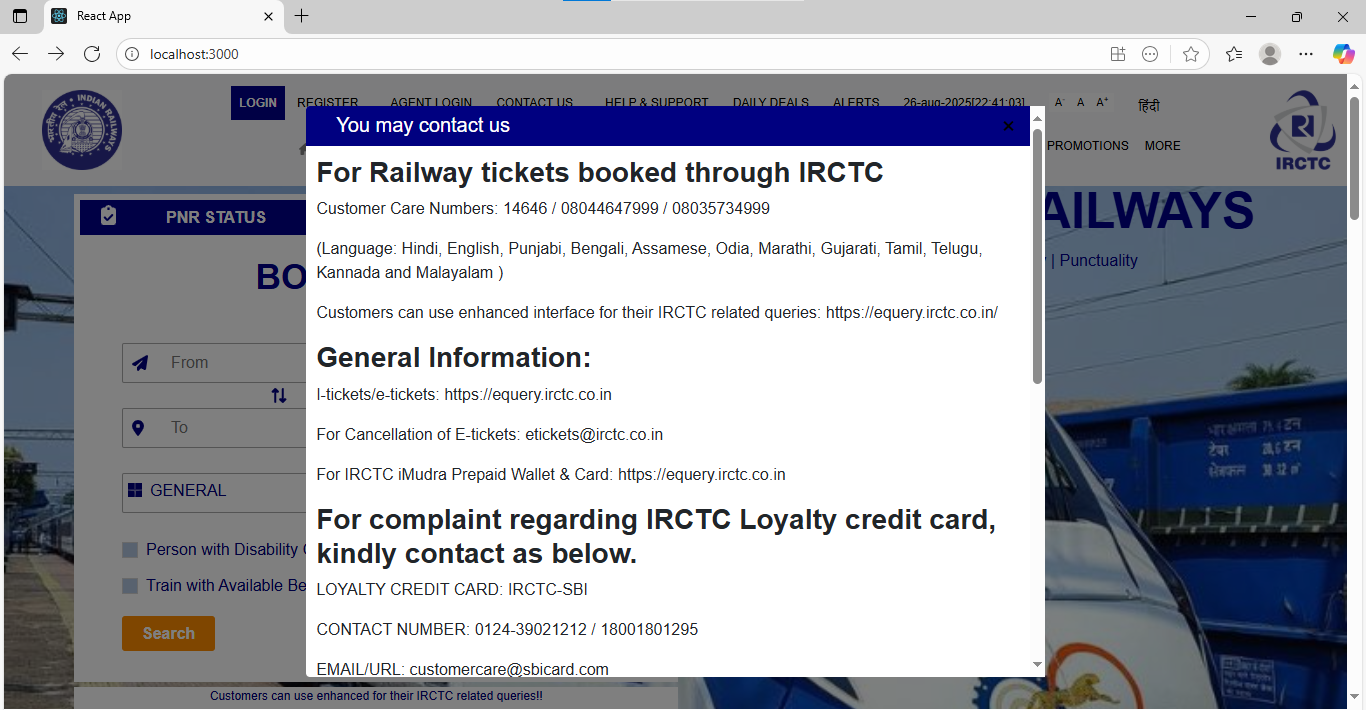 React App
localhost:3000
LOGIN REGISTER AGENT LOGIN CONTACT US HELP & SUPPORT DAILY DEALS ALERTS 26-aug-2025[22:41:03] A- A A+ हिंदी
INDIAN RAILWAYS
भारतीय रेल
PROMOTIONS MORE
IRCTC
You may contact us
For Railway tickets booked through IRCTC
Customer Care Numbers: 14646 / 08044647999 / 08035734999
(Language: Hindi, English, Punjabi, Bengali, Assamese, Odia, Marathi, Gujarati, Tamil, Telugu,
Kannada and Malayalam )
Customers can use enhanced interface for their IRCTC related queries: https://equery.irctc.co.in/
General Information:
I-tickets/e-tickets: https://equery.irctc.co.in
For Cancellation of E-tickets: etickets@irctc.co.in
For IRCTC iMudra Prepaid Wallet & Card: https://equery.irctc.co.in
For complaint regarding IRCTC Loyalty credit card,
kindly contact as below.
LOYALTY CREDIT CARD: IRCTC-SBI
CONTACT NUMBER: 0124-39021212 / 18001801295
EMAIL/URL: customercare@sbicard.com
PNR STATUS
BO
From
To
GENERAL
Person with Disability
Train with Available Be
Search
Customers can use enhanced for their IRCTC related queries!!
AILWAYS
| Punctuality
टेयर 20,6 टन